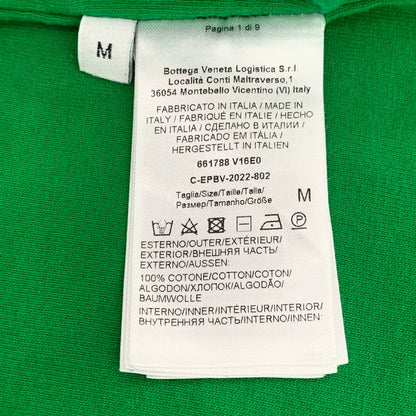 M
Pagina 1 di 9
Bottega Veneta Logistica S.r.l.
Località Conti Maltraverso,1
36054 Montebello Vicentino (VI) Italy
FABBRICATO IN ITALIA / MADE IN
ITALY / FABRIQUÉ EN ITALIE / HECHO
EN ITALIA / СДЕЛАНО В ИТАЛИИ /
FABRICADO EM ITÁLIA /
HERGESTELLT IN ITALIEN
661788 V16E0
C-EPBV-2022-802
Taglia/Size/Taille/Talla/
Размер/Tamanho/Größe
M
ESTERNO/OUTER/EXTÉRIEUR/
EXTERIOR/ВНЕШНЯЯ ЧАСТЬ/
EXTERNO/AUSSEN:
100% COTONE/COTTON/COTON/
ALGODON/ХЛОПОК/ALGODÃO/
BAUMWOLLE
INTERNO/INNER/INTÉRIEUR/INTERIOR
/ВНУТРЕННЯЯ ЧАСТЬ/INTERNO/INNEN: